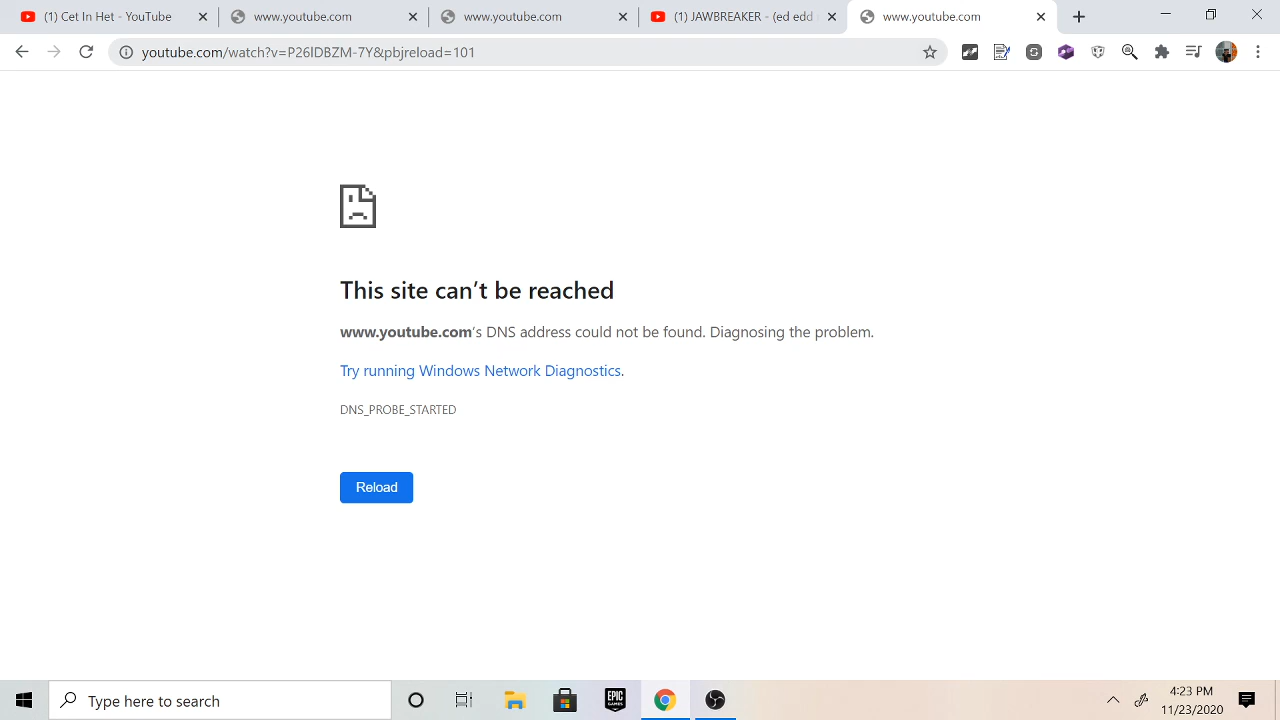 (1) Cet In Het - YouTube
www.youtube.com
www.youtube.com
(1) JAWBREAKER - (ed edd
www.youtube.com
youtube.com/watch?v=P26IDBZM-7Y&pbjreload=101
This site can't be reached
www.youtube.com's DNS address could not be found. Diagnosing the problem.
Try running Windows Network Diagnostics.
DNS_PROBE_STARTED
Reload
Type here to search
EPIC
GAMES
4:23 PM
11/23/2020